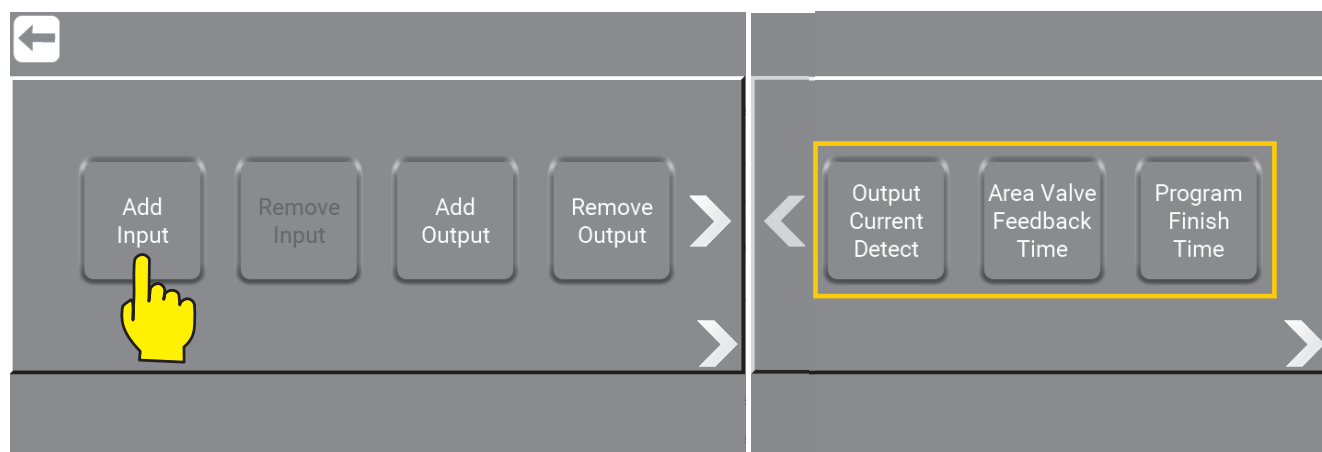 Add
Input
Remove
Input
Add
Output
Remove
Output
Output
Current
Detect
Area Valve
Feedback
Time
Program
Finish
Time